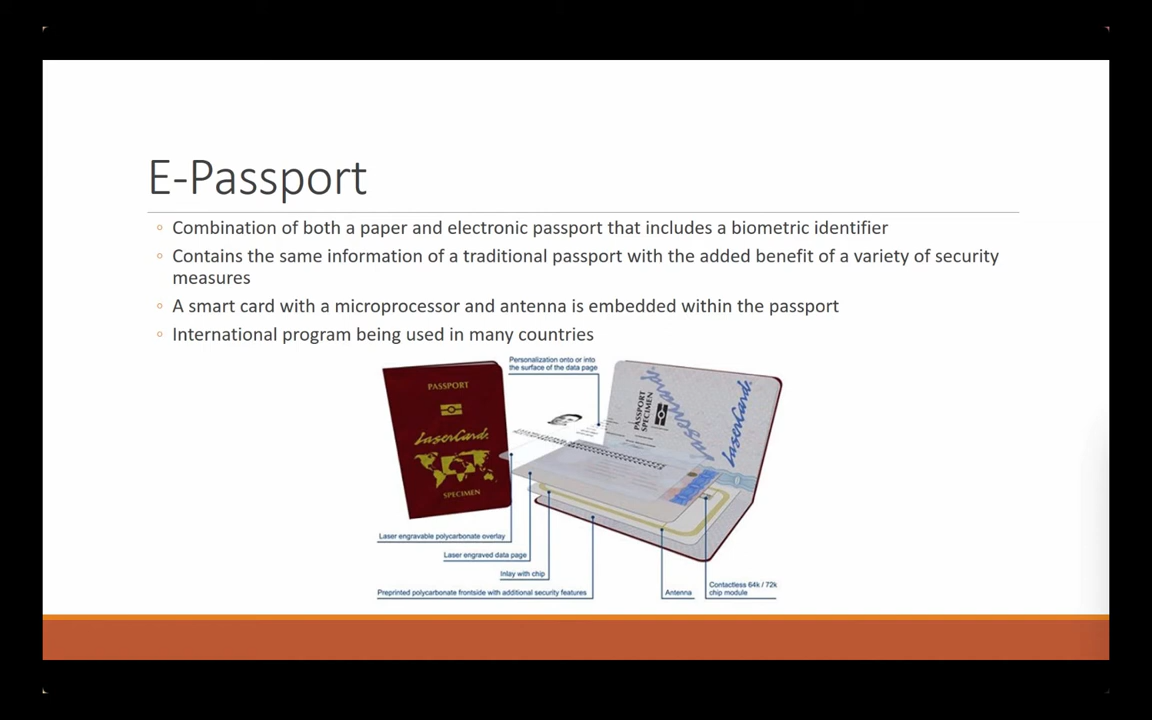 E-Passport
Combination of both a paper and electronic passport that includes a biometric identifier
Contains the same information of a traditional passport with the added benefit of a variety of security
measures
A smart card with a microprocessor and antenna is embedded within the passport
International program being used in many countries
Personalization onto or into
the surface of the data page
PASSPORT
LaserCard.
SPECIMEN
PASSPORT
SPECIMEN
LaserCard.
LaserCard.
Laser engravable polycarbonate overlay
Laser engraved data page
Inlay with chip
Preprinted polycarbonate frontside with additional security features
Antenna
Contactless 64k / 72k
chip module